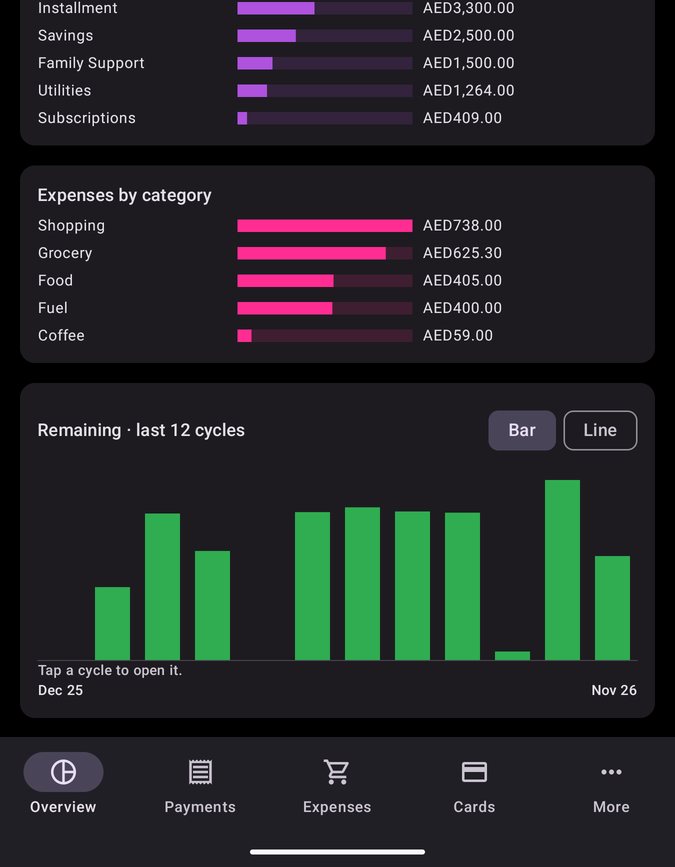 Installment AED3,300.00
Savings AED2,500.00
Family Support AED1,500.00
Utilities AED1,264.00
Subscriptions AED409.00
Expenses by category
Shopping AED738.00
Grocery AED625.30
Food AED405.00
Fuel AED400.00
Coffee AED59.00
Remaining · last 12 cycles Bar Line
Tap a cycle to open it.
Dec 25 Nov 26
Overview Payments Expenses Cards More